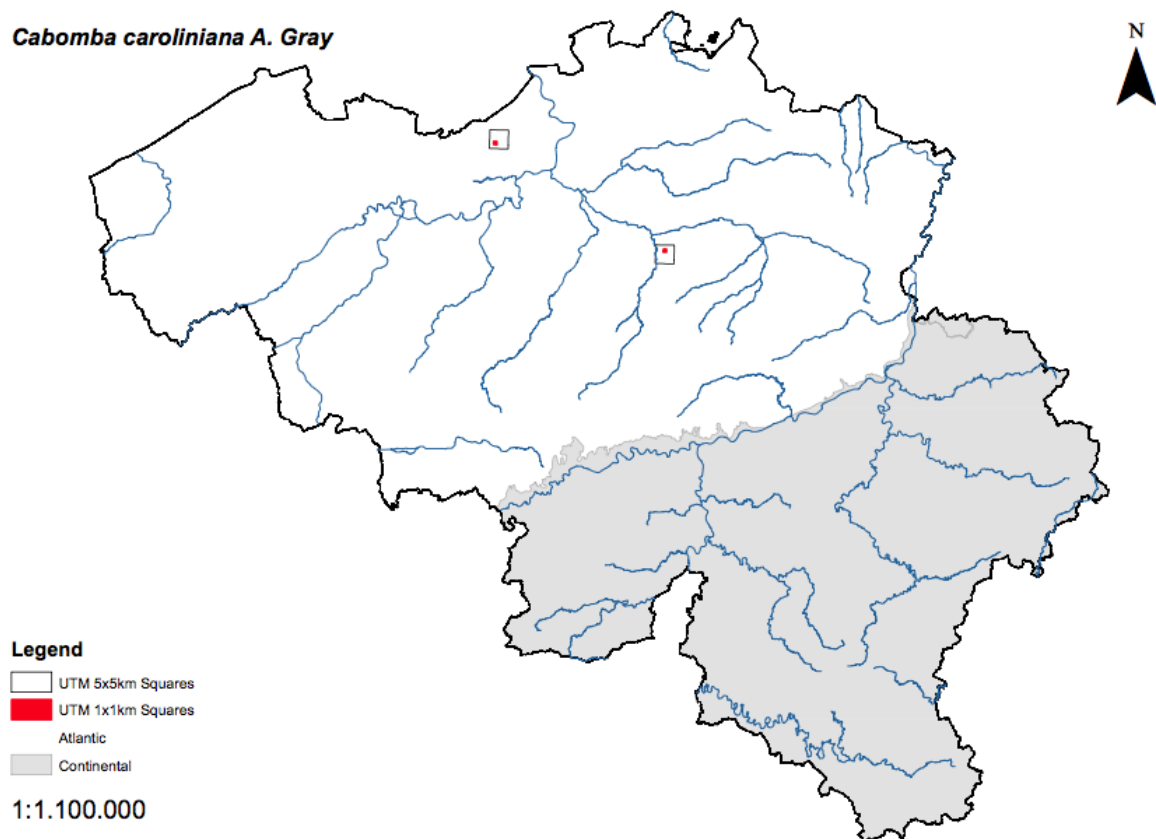 Cabomba caroliniana A. Gray
N
Legend
UTM 5x5km Squares
UTM 1x1km Squares
Atlantic
Continental
1:1.100.000